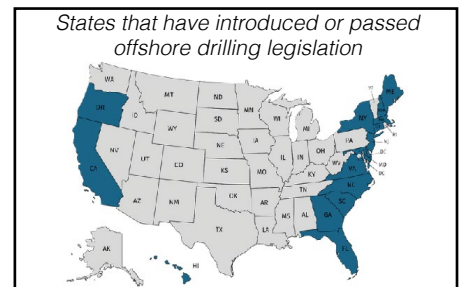 States that have introduced or passed
offshore drilling legislation
WA
MT
ND
MN
OR
ID
WY
SD
WI
MI
NY
ME
NV
UT
CO
NE
IA
IL
IN
OH
PA
WV
VA
KS
MO
KY
NC
CA
AZ
NM
OK
AR
TN
SC
TX
LA
MS
AL
GA
FL
AK
HI